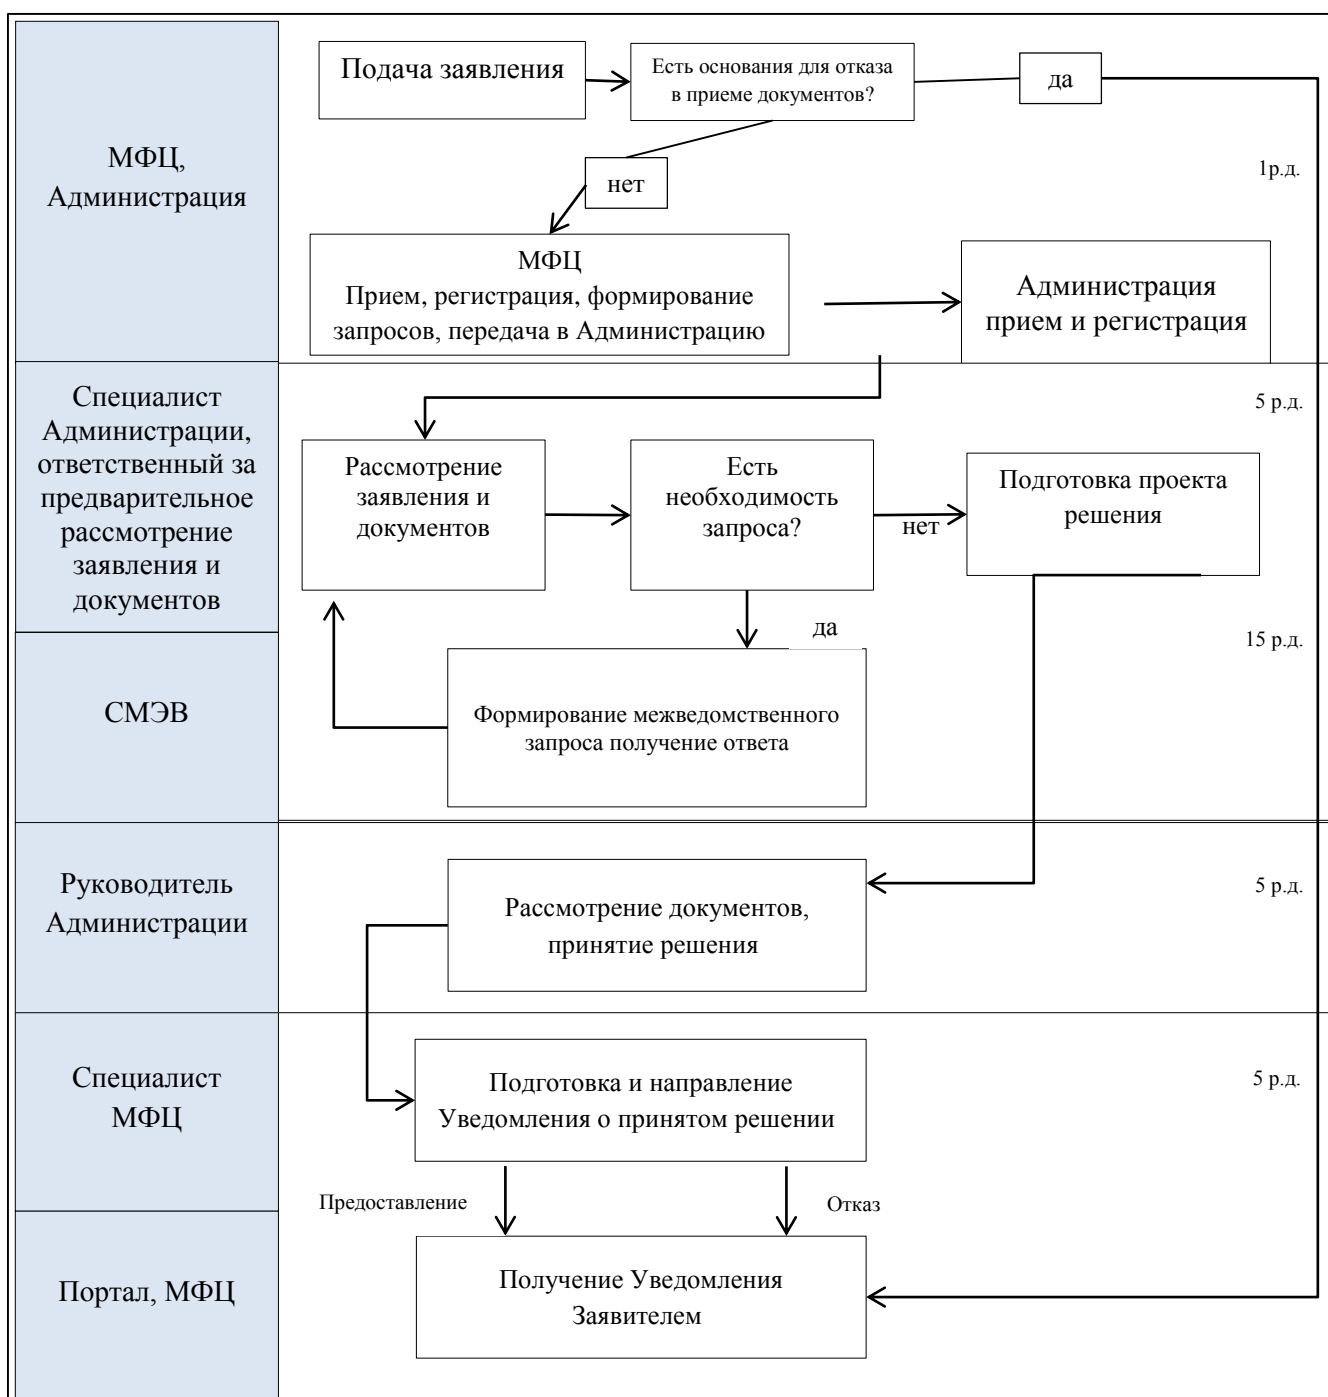 МФЦ,
Администрация
Подача заявления
Есть основания для отказа
в приеме документов?
да
нет
1р.д.
МФЦ
Прием, регистрация, формирование
запросов, передача в Администрацию
Администрация
прием и регистрация
Специалист
Администрации,
ответственный за
предварительное
рассмотрение
заявления и
документов
5 р.д.
Рассмотрение
заявления и
документов
Есть
необходимость
запроса?
нет
Подготовка проекта
решения
да
15 р.д.
СМЭВ
Формирование межведомственного
запроса получение ответа
Руководитель
Администрации
Рассмотрение документов,
принятие решения
5 р.д.
Специалист
МФЦ
Подготовка и направление
Уведомления о принятом решении
5 р.д.
Предоставление
Отказ
Портал, МФЦ
Получение Уведомления
Заявителем